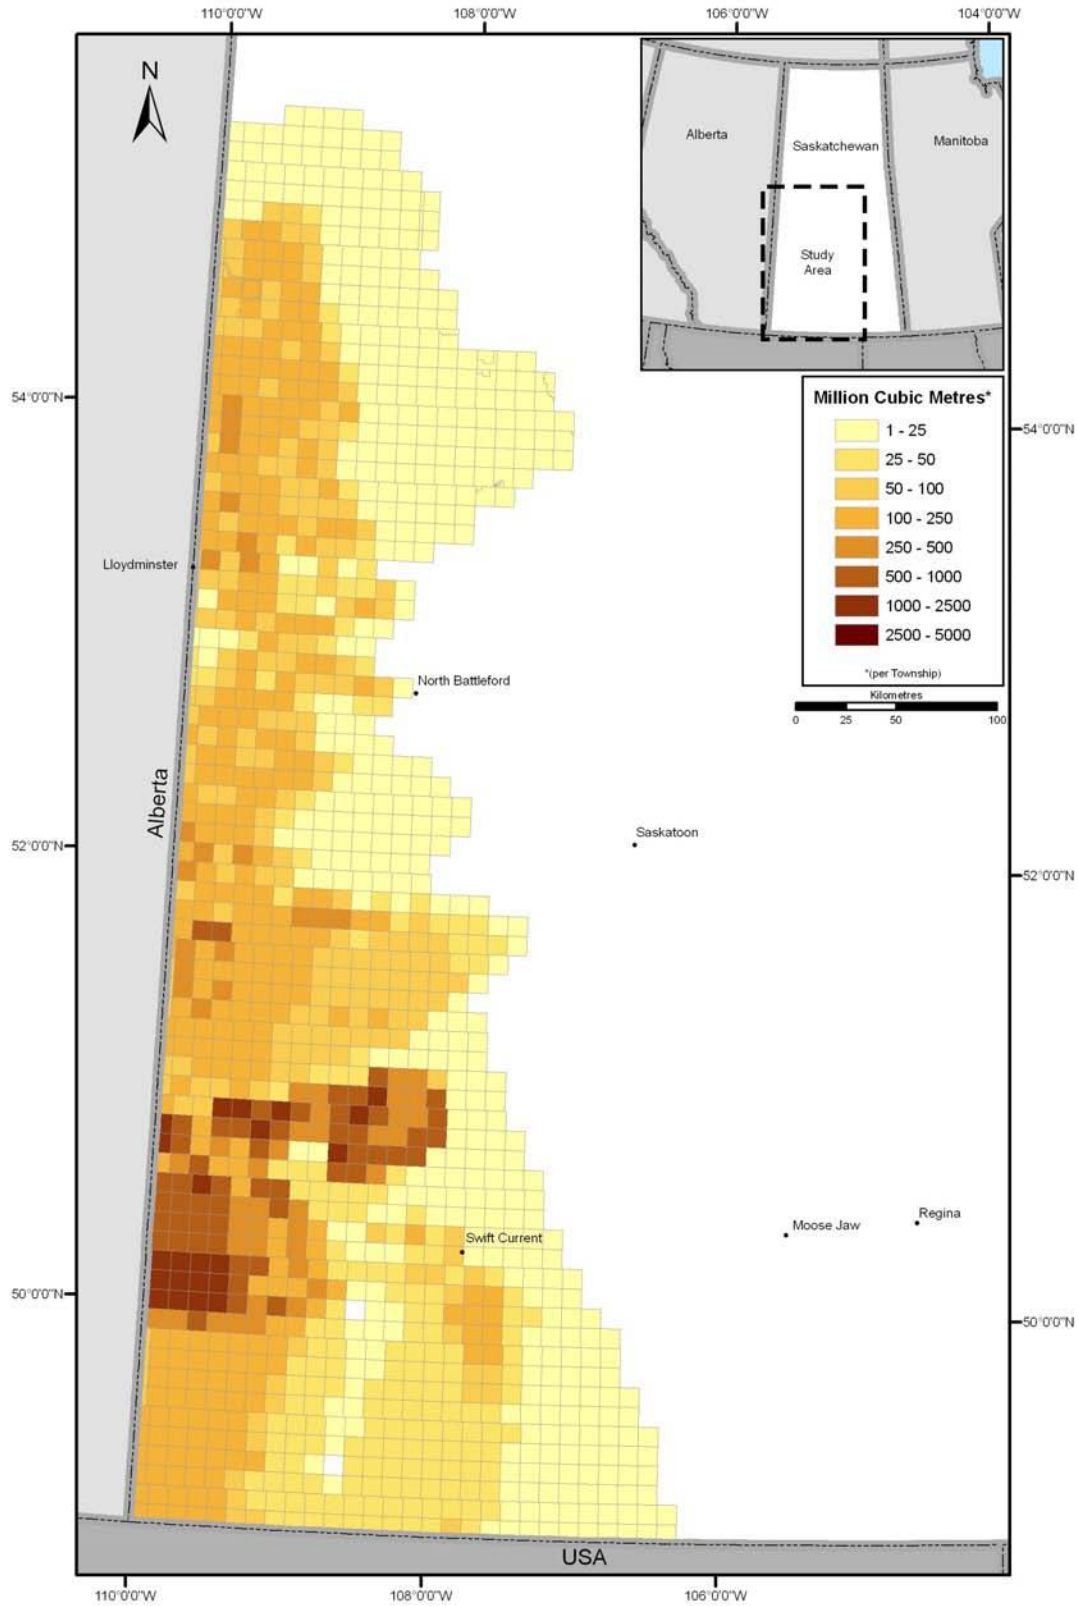 110°0'0"W 108°0'0"W 106°0'0"W 104°0'0"W
N
Alberta
Saskatchewan
Manitoba
Study
Area
Million Cubic Metres*
1 - 25
25 - 50
50 - 100
100 - 250
250 - 500
500 - 1000
1000 - 2500
2500 - 5000
*(per Township)
Kilometres
0 25 50 100
54°0'0"N
54°0'0"N
Lloydminster
North Battleford
Alberta
Saskatoon
52°0'0"N
52°0'0"N
Regina
Moose Jaw
Swift Current
50°0'0"N
50°0'0"N
USA
110°0'0"W 108°0'0"W 106°0'0"W